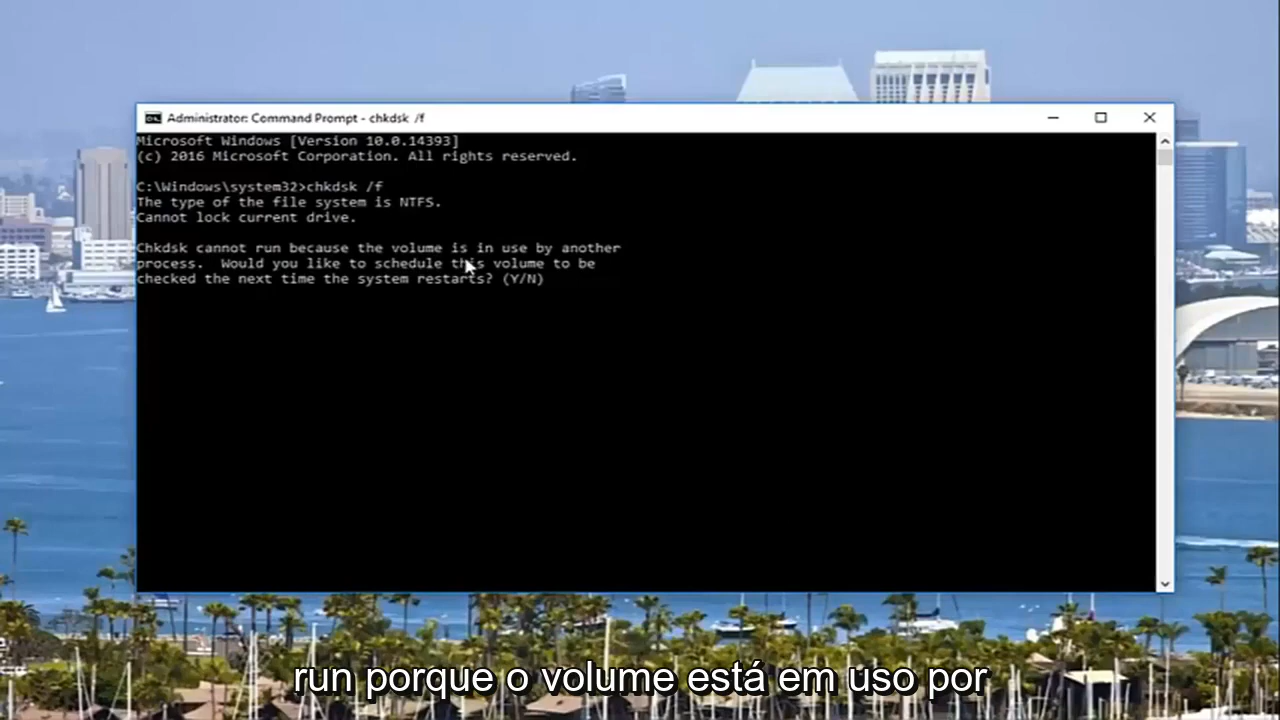 Administrator: Command Prompt - chkdsk /f
Microsoft Windows [Version 10.0.14393]
(c) 2016 Microsoft Corporation. All rights reserved.
C:\Windows\system32>chkdsk /f
The type of the file system is NTFS.
Cannot lock current drive.
Chkdsk cannot run because the volume is in use by another
process.  Would you like to schedule this volume to be
checked the next time the system restarts? (Y/N)
run porque o volume está em uso por